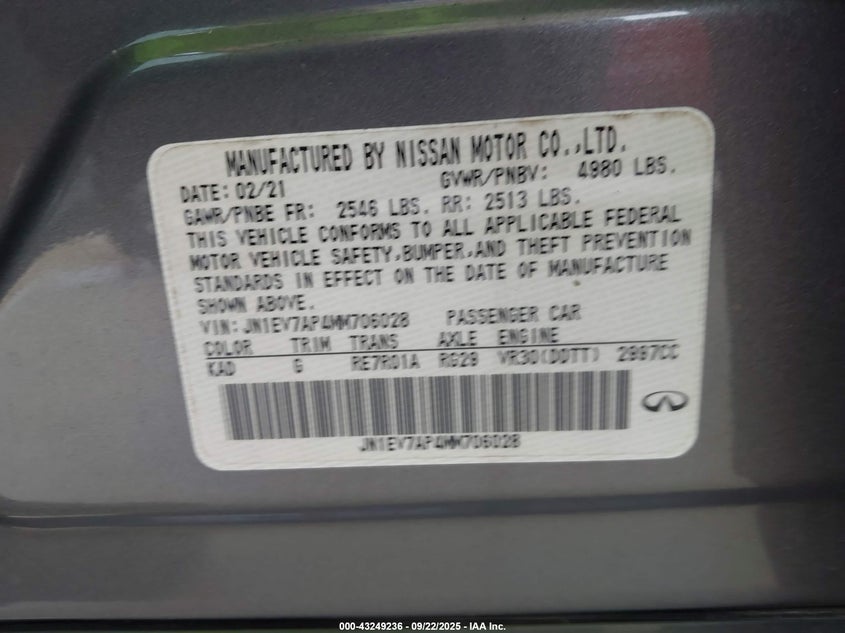 MANUFACTURED BY NISSAN MOTOR CO.,LTD.
DATE: 02/21 GVWR/PNBV: 4980 LBS.
GAWR/PNBE FR: 2546 LBS. RR: 2513 LBS.
THIS VEHICLE CONFORMS TO ALL APPLICABLE FEDERAL
MOTOR VEHICLE SAFETY,BUMPER,AND THEFT PREVENTION
STANDARDS IN EFFECT ON THE DATE OF MANUFACTURE
SHOWN ABOVE.
VIN: JN1EV7AP4MM706028 PASSENGER CAR
COLOR TRIM TRANS AXLE ENGINE
KAD G RE7R01A RG29 VR30(DDTT) 2997CC
JN1EV7AP4MM706028
000-43249236 - 09/22/2025 - IAA Inc.